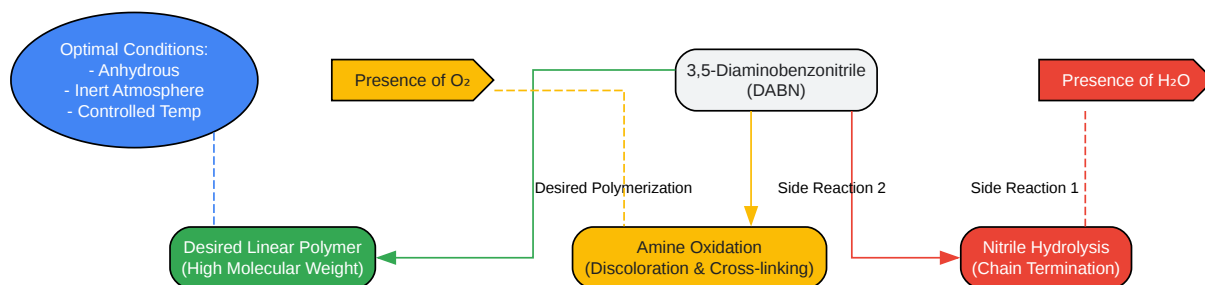 Optimal Conditions:
- Anhydrous
- Inert Atmosphere
- Controlled Temp
Presence of O₂
3,5-Diaminobenzonitrile
(DABN)
Presence of H₂O
Desired Polymerization
Side Reaction 2
Side Reaction 1
Desired Linear Polymer
(High Molecular Weight)
Amine Oxidation
(Discoloration & Cross-linking)
Nitrile Hydrolysis
(Chain Termination)